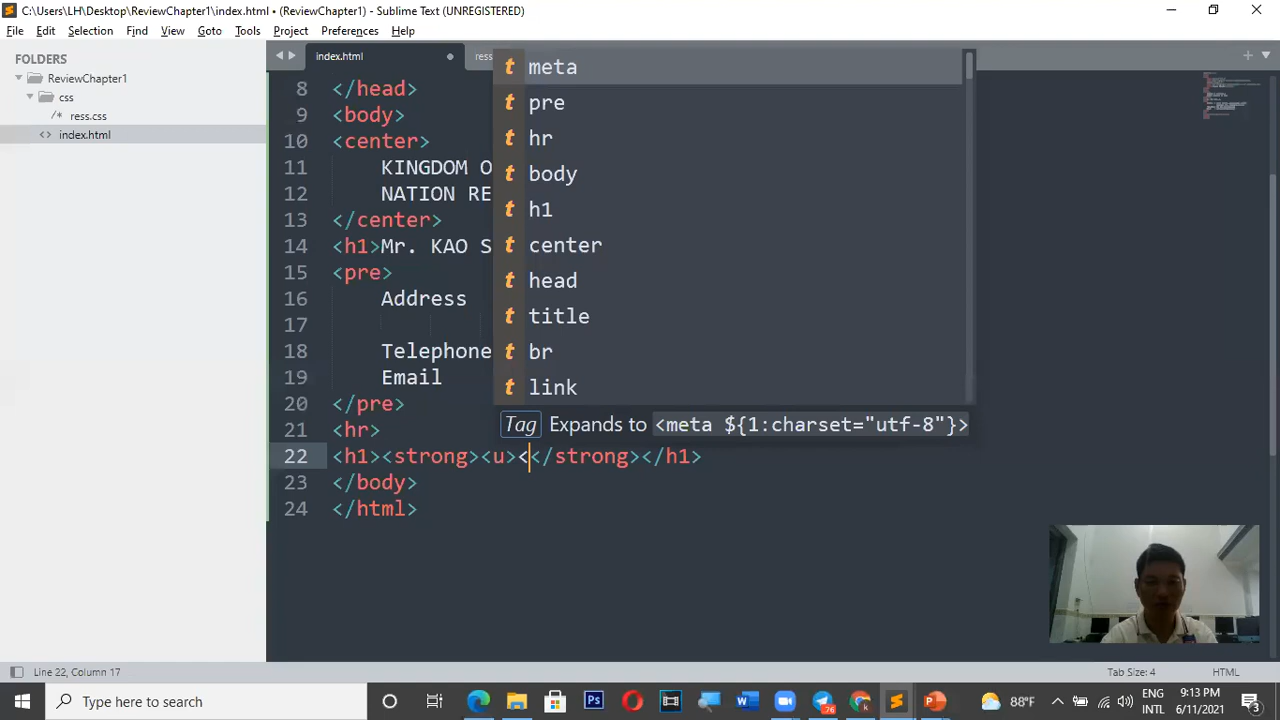 C:\Users\LH\Desktop\ReviewChapter1\index.html • (ReviewChapter1) - Sublime Text (UNREGISTERED)
File Edit Selection Find View Goto Tools Project Preferences Help
FOLDERS
ReviewChapter1
css
/* ress.css
<> index.html
index.html
ress
8 </head>
9 <body>
10 <center>
11 KINGDOM O
12 NATION RE
13 </center>
14 <h1>Mr. KAO S
15 <pre>
16 Address
17
18 Telephone
19 Email
20 </pre>
21 <hr>
22 <h1><strong><u><</strong></h1>
23 </body>
24 </html>
t meta
t pre
t hr
t body
t h1
t center
t head
t title
t br
t link
Tag Expands to <meta ${1:charset="utf-8"}>
Line 22, Column 17
Tab Size: 4
HTML
Type here to search
76
88°F
ENG
INTL
9:13 PM
6/11/2021
3